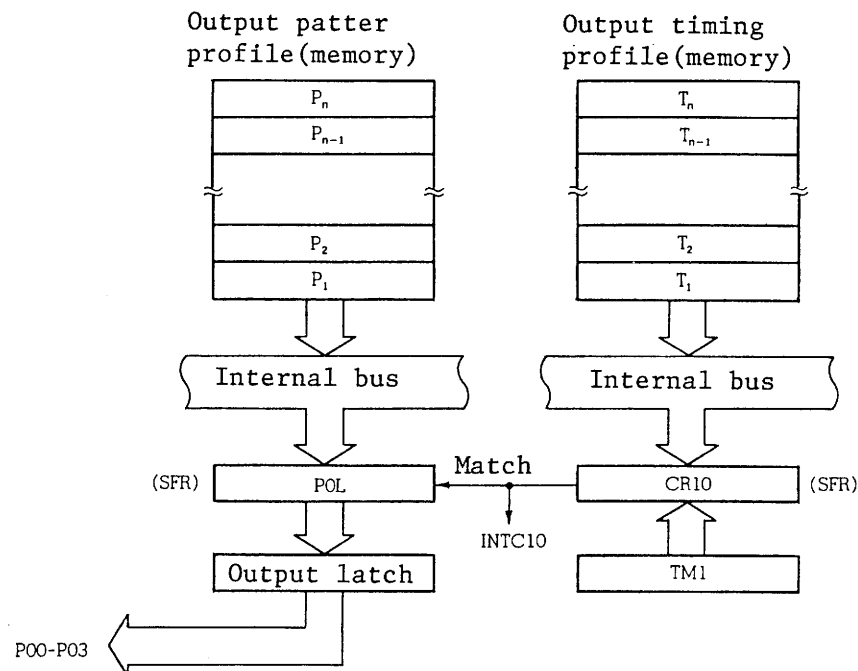 Output patter
profile(memory)
Output timing
profile(memory)
Pn
Pn-1
P2
P1
Tn
Tn-1
T2
T1
Internal bus
Internal bus
(SFR)
POL
Match
INTC10
CR10
(SFR)
Output latch
TM1
P00-P03